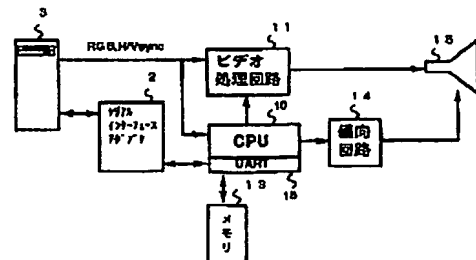 3
RGB,H/Vsync
11
ビデオ
処理回路
15
2
シリアル
インターフェース
アダプタ
10
CPU
UART
14
偏向
回路
13
15
メモリ